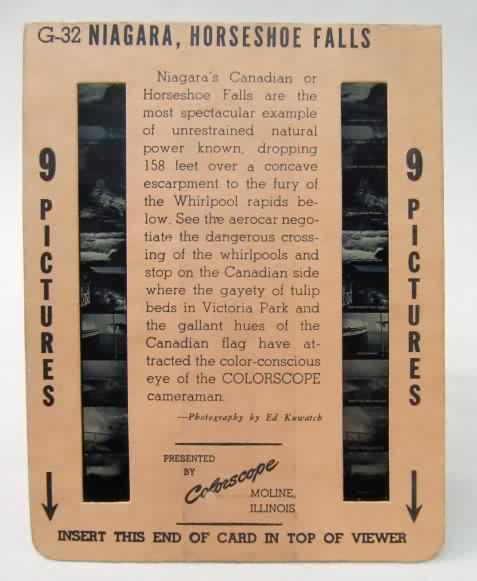 G-32 NIAGARA, HORSESHOE FALLS
Niagara's Canadian or
Horseshoe Falls are the
most spectacular example
of unrestrained natural
power known, dropping
158 feet over a concave
escarpment to the fury of
the Whirlpool rapids be-
low. See the aerocar nego-
tiate the dangerous cross-
ing of the whirlpools and
stop on the Canadian side
where the gayety of tulip
beds in Victoria Park and
the gallant hues of the
Canadian flag have at-
tracted the color-conscious
eye of the COLORSCOPE
cameraman.
—Photography by Ed Kuwatch
9 PICTURES
9 PICTURES
PRESENTED
BY
Colorscope
MOLINE,
ILLINOIS
INSERT THIS END OF CARD IN TOP OF VIEWER